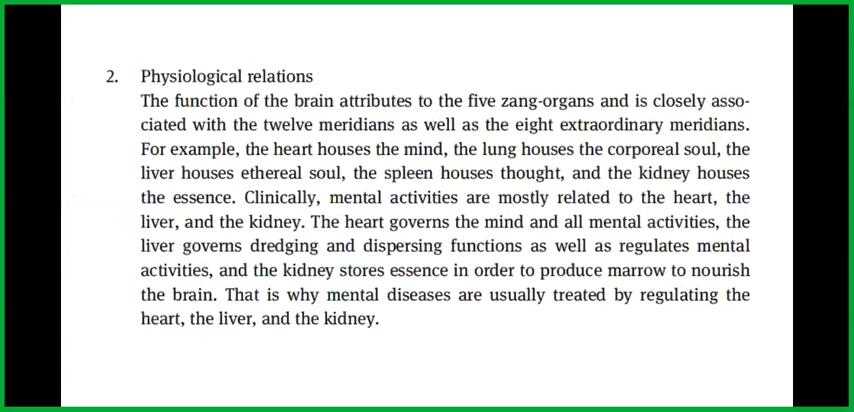 2. Physiological relations
The function of the brain attributes to the five zang-organs and is closely asso-
ciated with the twelve meridians as well as the eight extraordinary meridians.
For example, the heart houses the mind, the lung houses the corporeal soul, the
liver houses ethereal soul, the spleen houses thought, and the kidney houses
the essence. Clinically, mental activities are mostly related to the heart, the
liver, and the kidney. The heart governs the mind and all mental activities, the
liver governs dredging and dispersing functions as well as regulates mental
activities, and the kidney stores essence in order to produce marrow to nourish
the brain. That is why mental diseases are usually treated by regulating the
heart, the liver, and the kidney.